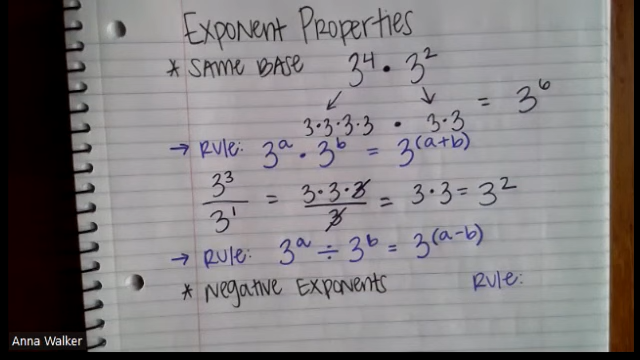 Exponent Properties
* SAME BASE 3⁴ • 3²
3•3•3•3 • 3•3 = 3⁶
→ Rule: 3ᵃ • 3ᵇ = 3⁽ᵃ⁺ᵇ⁾
3³/3¹ = 3•3•3/3 = 3•3 = 3²
→ Rule: 3ᵃ ÷ 3ᵇ = 3⁽ᵃ⁻ᵇ⁾
* Negative Exponents Rule:
Anna Walker